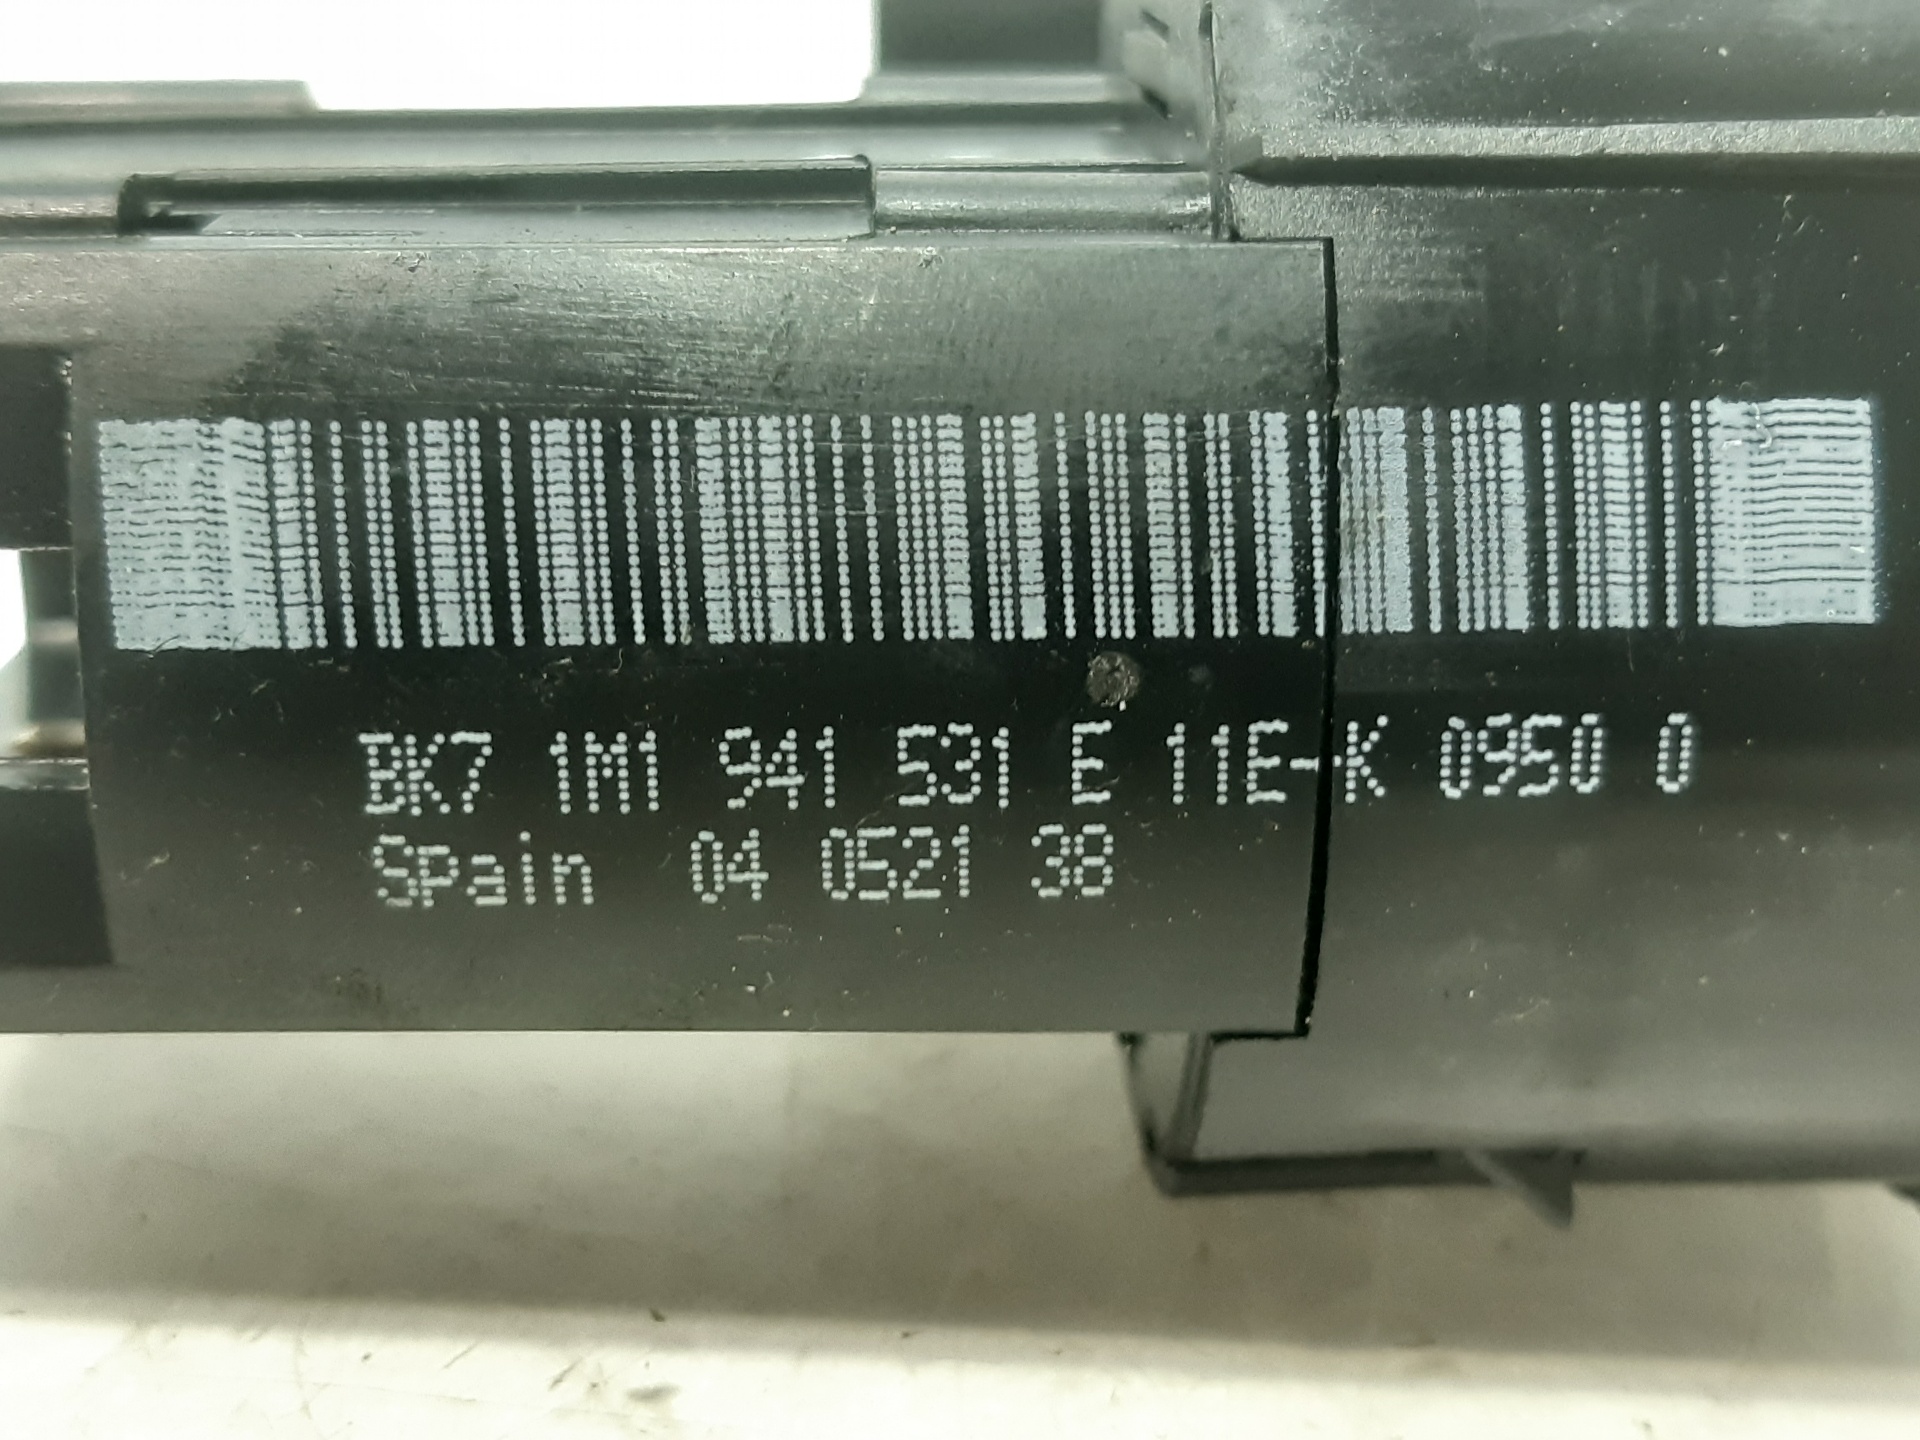 BK7 1M1 941 531 E 11E-K 0950 0
Spain 04 0521 38